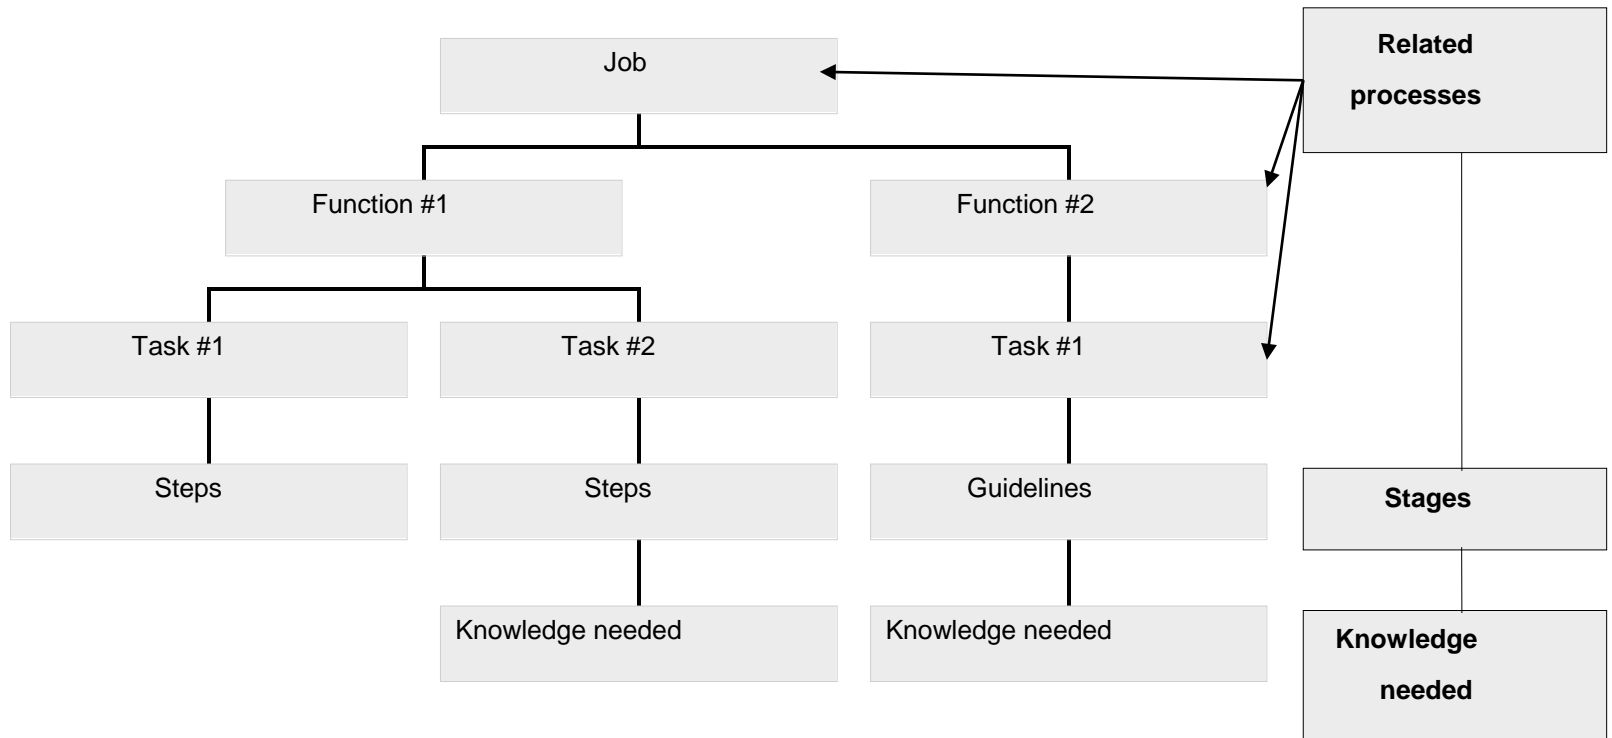 Job
Related
processes
Function #1
Function #2
Task #1
Task #2
Task #1
Steps
Steps
Guidelines
Stages
Knowledge needed
Knowledge needed
Knowledge
needed